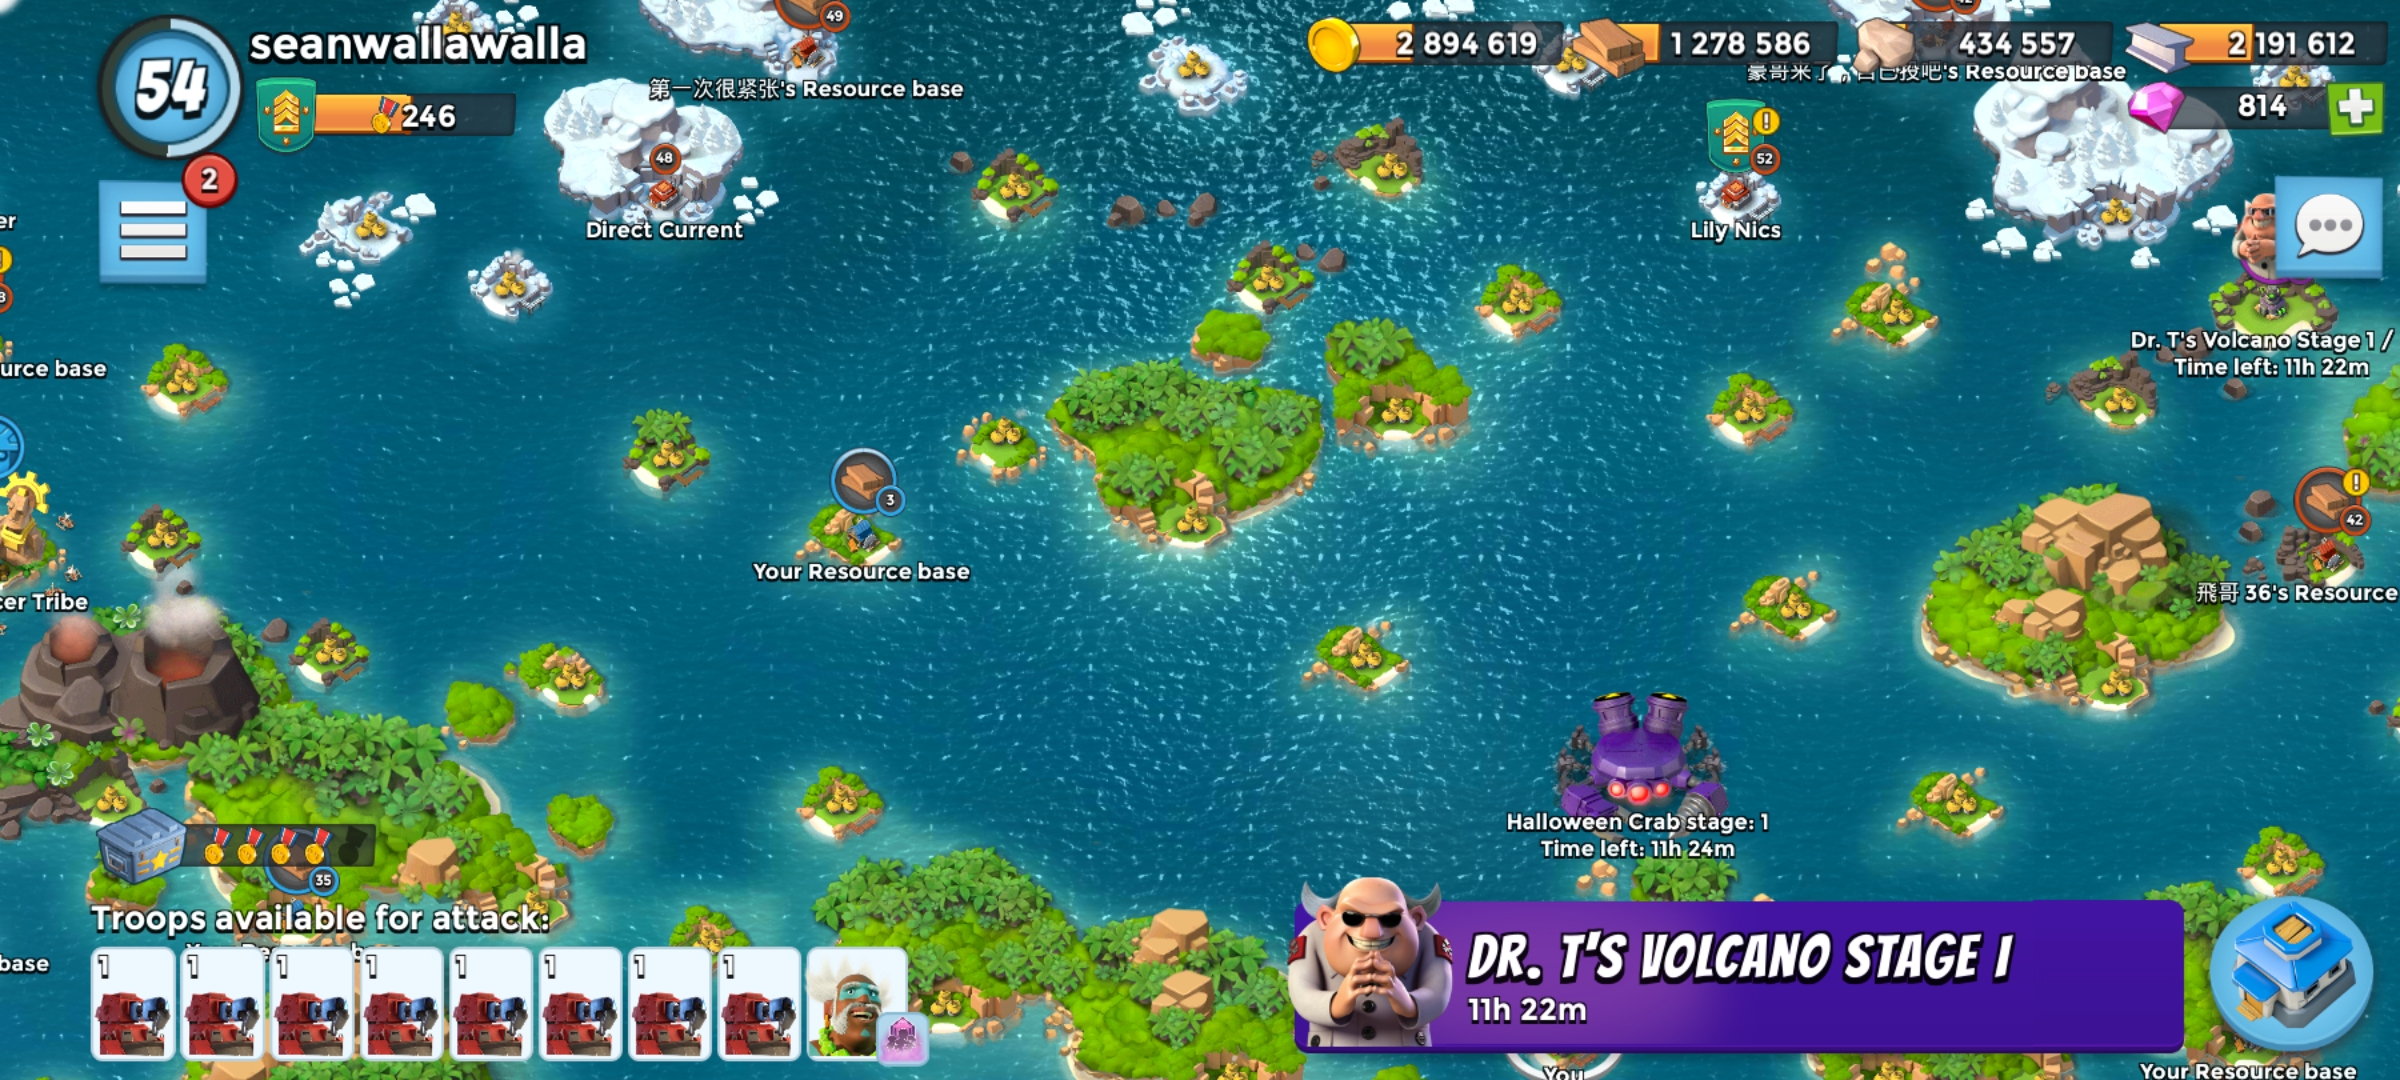 54
seanwallawalla
246
2
49
第一次很紧张's Resource base
2 894 619
1 278 586
434 557
2 191 612
's Resource base
814
48
Direct Current
52
Lily Nics
er
urce base
Dr. T's Volcano Stage 1 /
Time left: 11h 22m
3
Your Resource base
42
飛哥 36's Resource
cer Tribe
Halloween Crab stage: 1
Time left: 11h 24m
35
Troops available for attack:
base
1 1 1 1 1 1 1 1
DR. T'S VOLCANO STAGE 1
11h 22m
You
Your Resource base